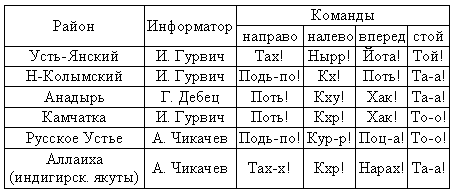 Район Информатор Команды
направо налево вперед стой
Усть-Янский И. Гурвич Тах! Нырр! Йота! Той!
Н-Колымский И. Гурвич Подь-по! Кх! Поть! Та-а!
Анадырь Г. Дебец Поть! Кху! Хак! Та-а!
Камчатка И. Гурвич Поть! Кхр! Хак! То-о!
Русское Устье А. Чикачев Подь-по! Кур-р! Поц-а! То-о!
Аллаиха
(индигирск. якуты) А. Чикачев Тах-х! Кхр! Нарах! Та-а!